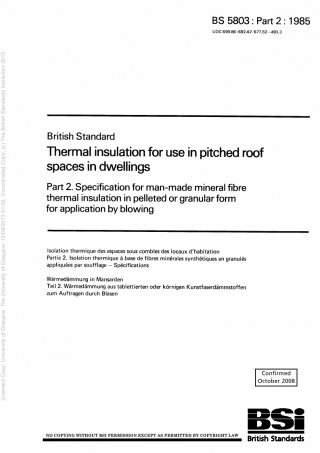 BS 5803 : Part 2 : 1985
UDC 699.86 : 692.42 : 677.52 -492.3
British Standard
Thermal insulation for use in pitched roof
spaces in dwellings
Part 2. Specification for man-made mineral fibre
thermal insulation in pelleted or granular form
for application by blowing
Isolation thermique des espaces sous combles des locaux d'habitation
Partie 2. Isolation thermique à base de fibres minérales synthétiques en granulés
appliquées par soufflage — Spécifications
Wärmedämmung in Mansarden
Teil 2. Wärmedämmung aus tablettierten oder körnigen Kunstfaserdämmstoffen
zum Auftragen durch Blasen
Confirmed
October 2008
BSi
British Standards
NO COPYING WITHOUT BSI PERMISSION EXCEPT AS PERMITTED BY COPYRIGHT LAW
Licensed Copy: University of Glasgow, The University of Glasgow,
Uncontrolled Copy, (c) The British Standards Institution 2010